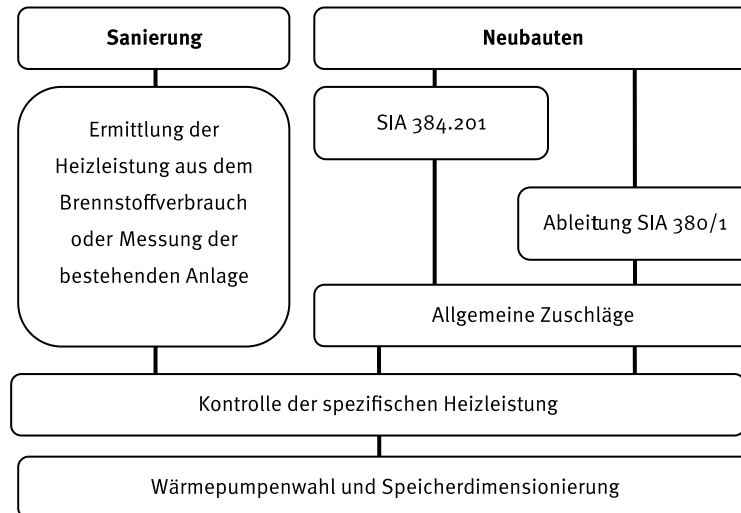 Sanierung
Neubauten
Ermittlung der
Heizleistung aus dem
Brennstoffverbrauch
oder Messung der
bestehenden Anlage
SIA 384.201
Ableitung SIA 380/1
Allgemeine Zuschläge
Kontrolle der spezifischen Heizleistung
Wärmepumpenwahl und Speicherdimensionierung